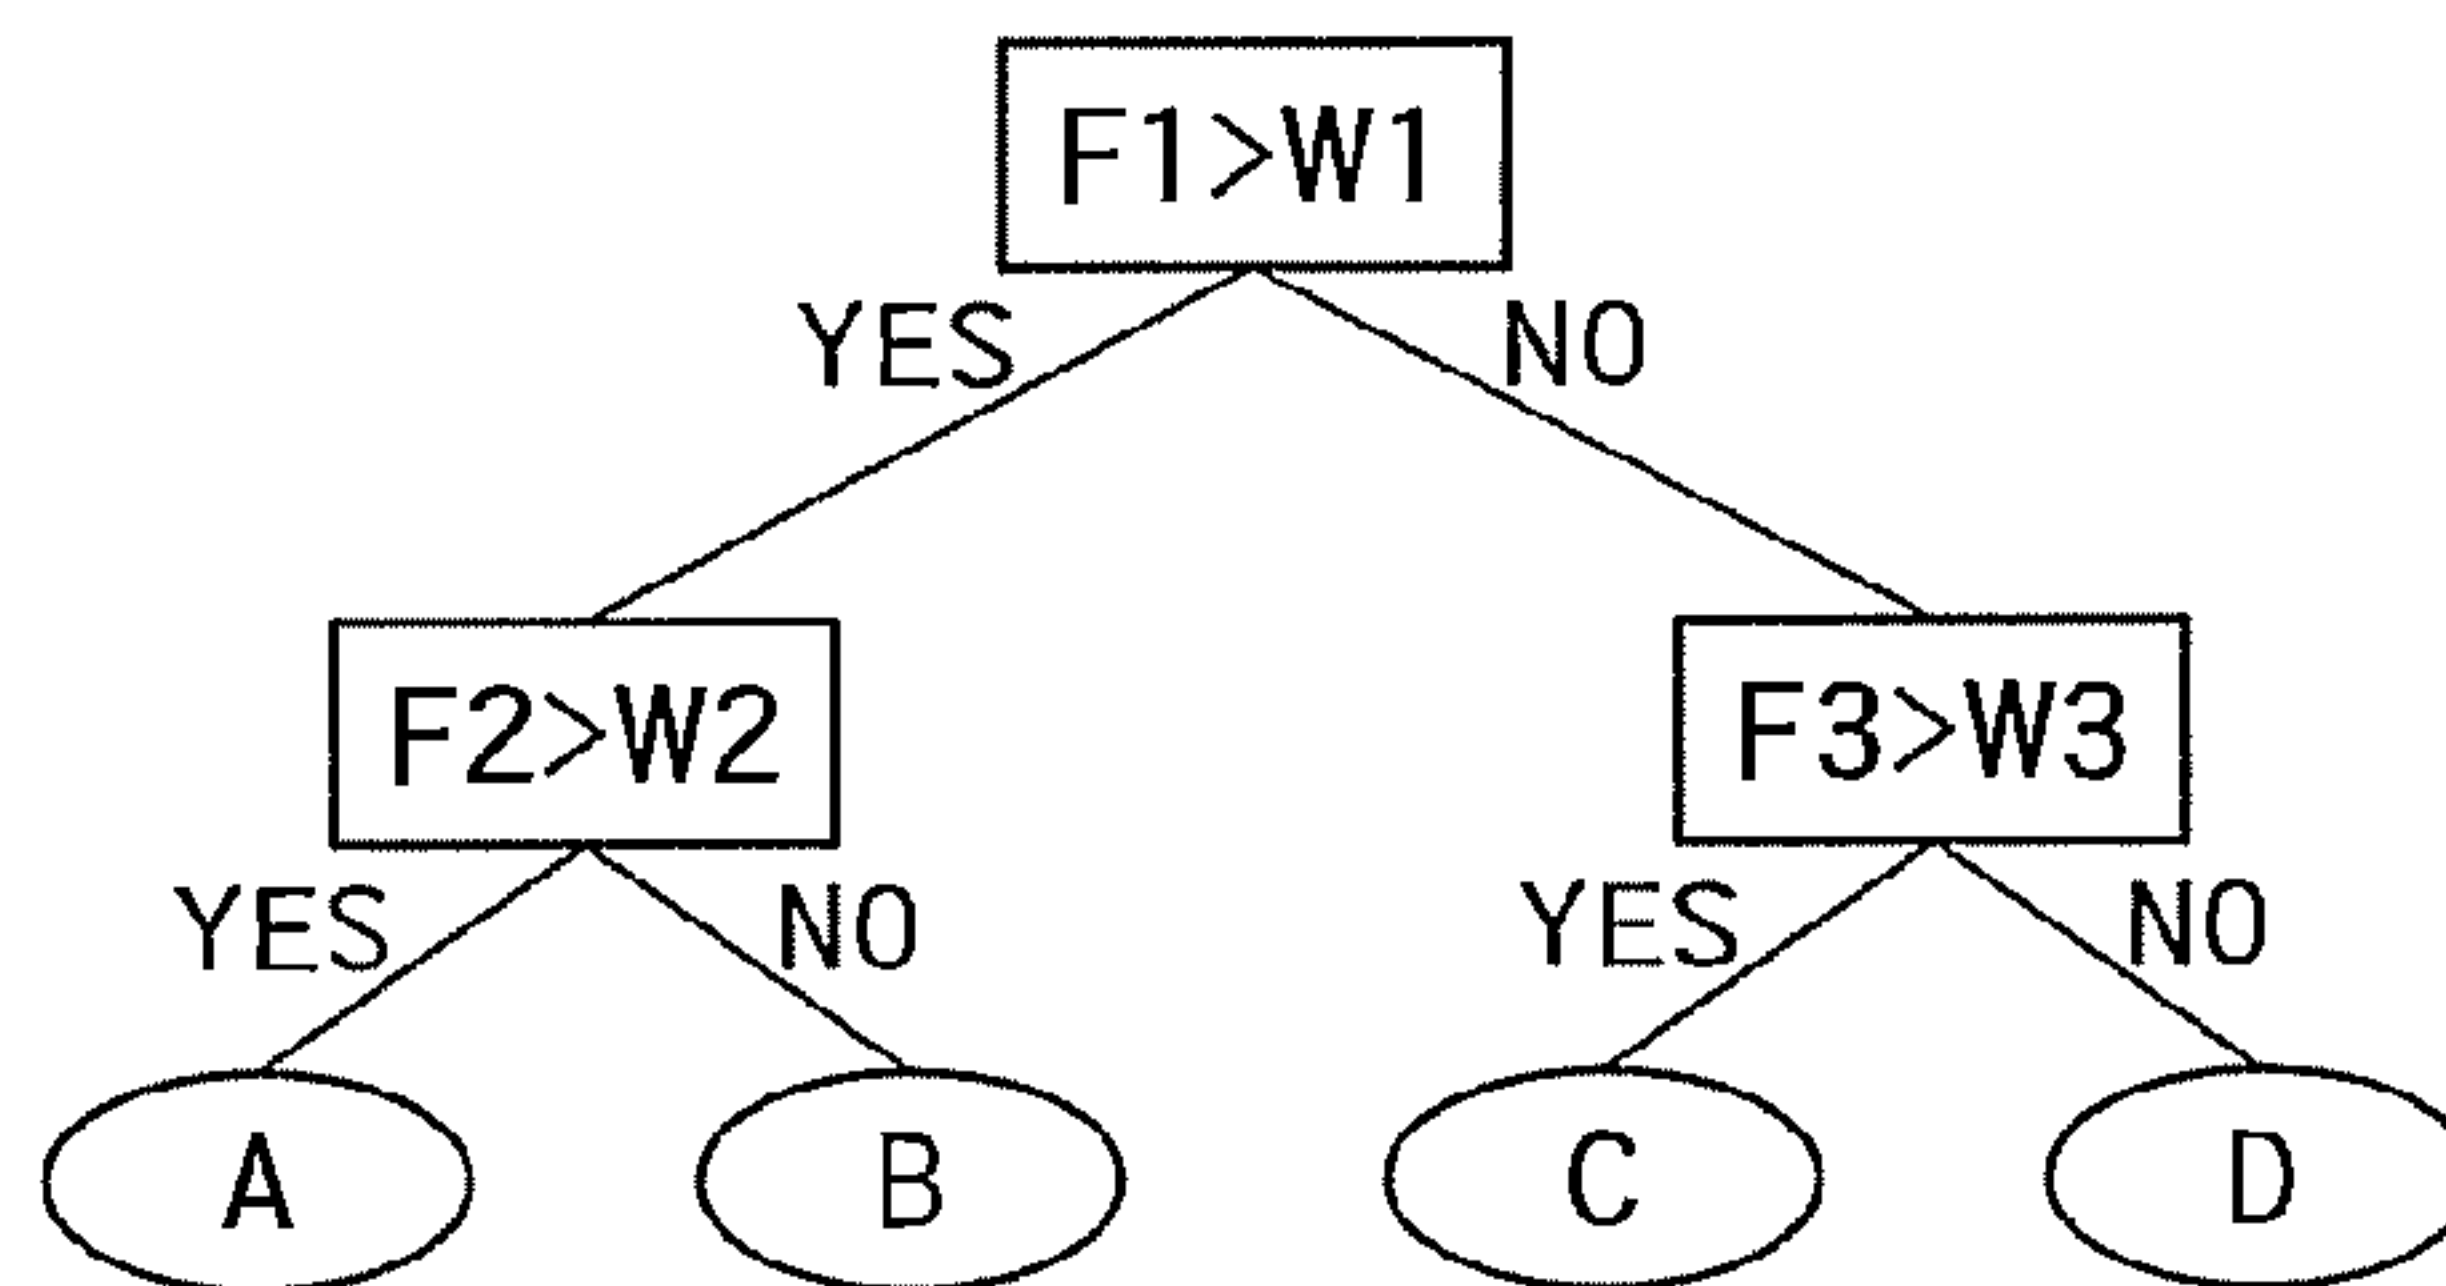 F1>W1
YES NO
F2>W2 F3>W3
YES NO YES NO
A B C D